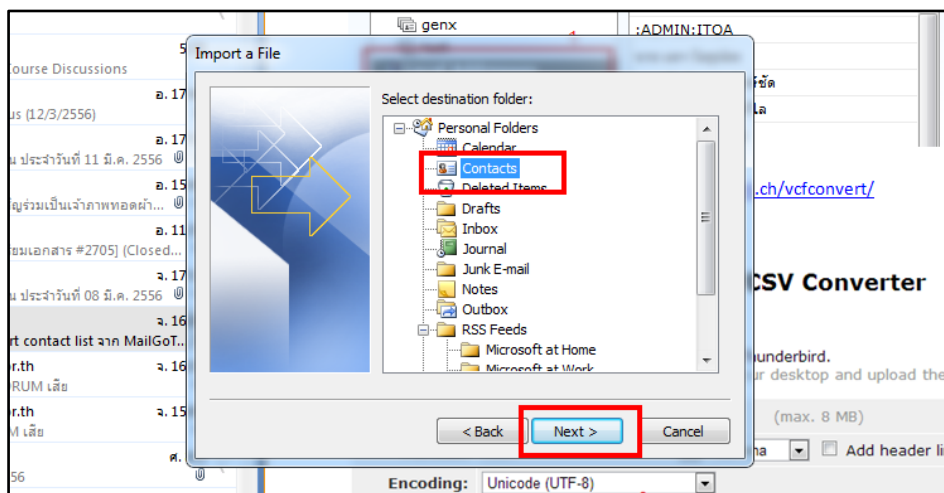 genx
:ADMIN:ITOA
5
Course Discussions
อ. 17
us (12/3/2556)
อ. 17
น ประจำวันที่ 11 มี.ค. 2556
อ. 15
ญร่วมเป็นเจ้าภาพทอดผ้า...
อ. 11
รียมเอกสาร #2705] (Closed...
จ. 17
น ประจำวันที่ 08 มี.ค. 2556
จ. 16
rt contact list จาก MailGoT...
or.th
จ. 16
RUM เสีย
or.th
จ. 15
M เสีย
ศ.
56
Import a File
Select destination folder:
Personal Folders
Calendar
Contacts
Deleted Items
Drafts
Inbox
Journal
Junk E-mail
Notes
Outbox
RSS Feeds
Microsoft at Home
Microsoft at Work
< Back
Next >
Cancel
.ch/vcfconvert/
CSV Converter
hunderbird.
ur desktop and upload the
(max. 8 MB)
Add header li
Encoding: Unicode (UTF-8)